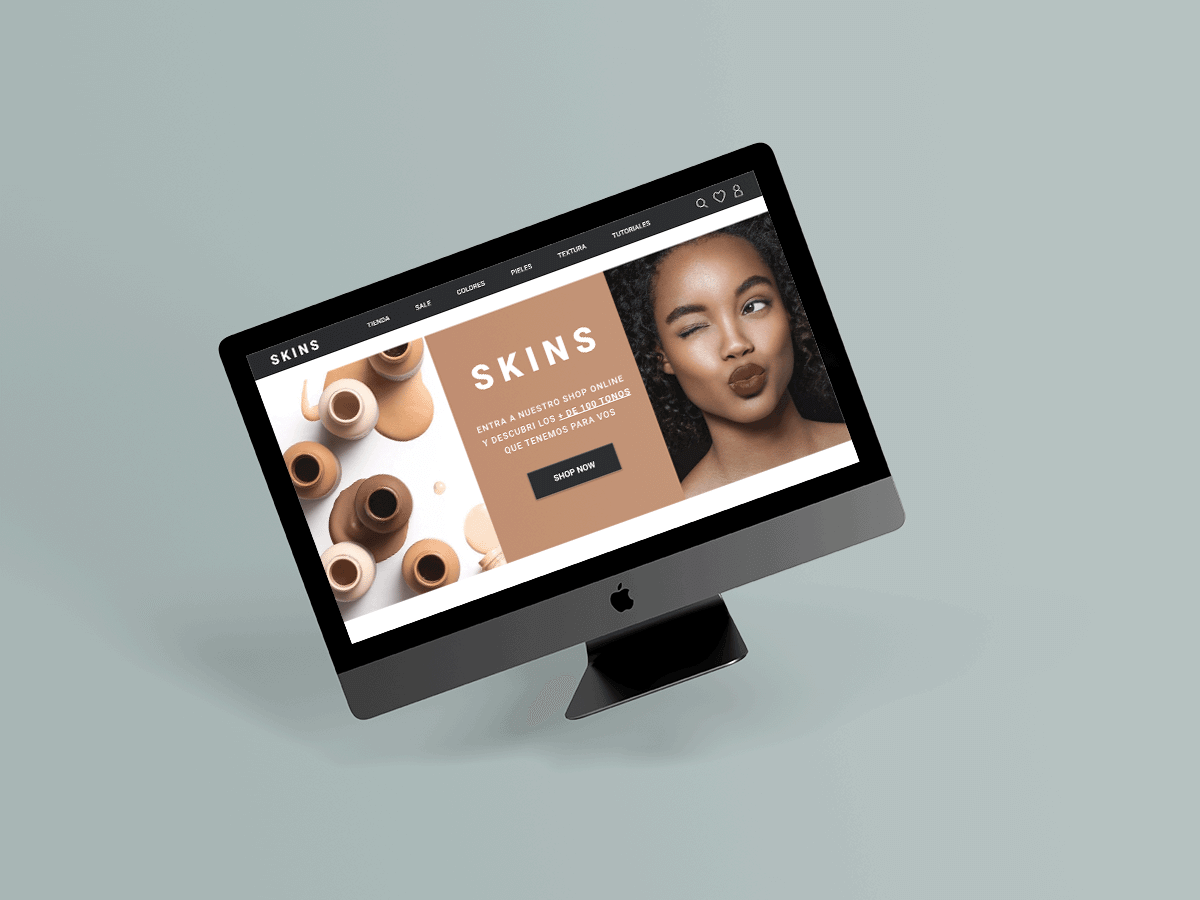 SKINS
TIENDA SALE COLORES PIELES TEXTURA TUTORIALES
SKINS
ENTRA A NUESTRO SHOP ONLINE
Y DESCUBRI LOS + DE 100 TONOS
QUE TENEMOS PARA VOS
SHOP NOW